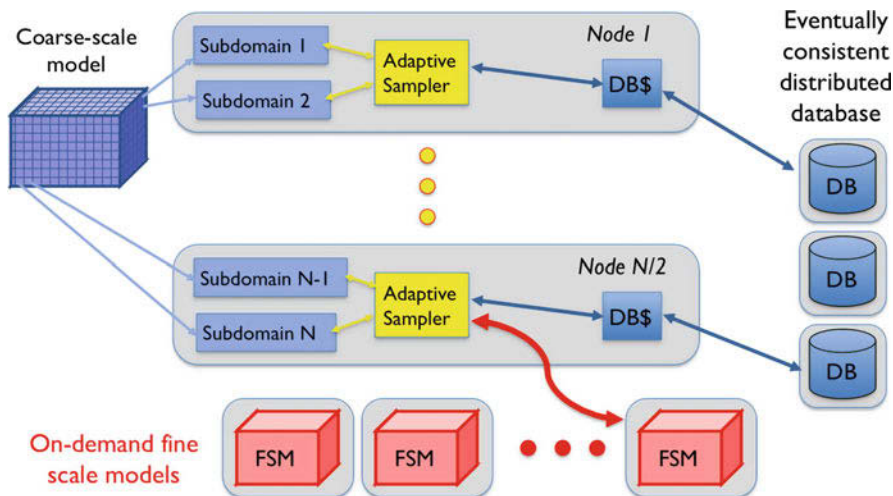 Coarse-scale
model
Subdomain 1
Subdomain 2
Adaptive
Sampler
Node 1
DB$
Eventually
consistent
distributed
database
DB
DB
DB
Subdomain N-1
Subdomain N
Adaptive
Sampler
Node N/2
DB$
On-demand fine
scale models
FSM
FSM
FSM